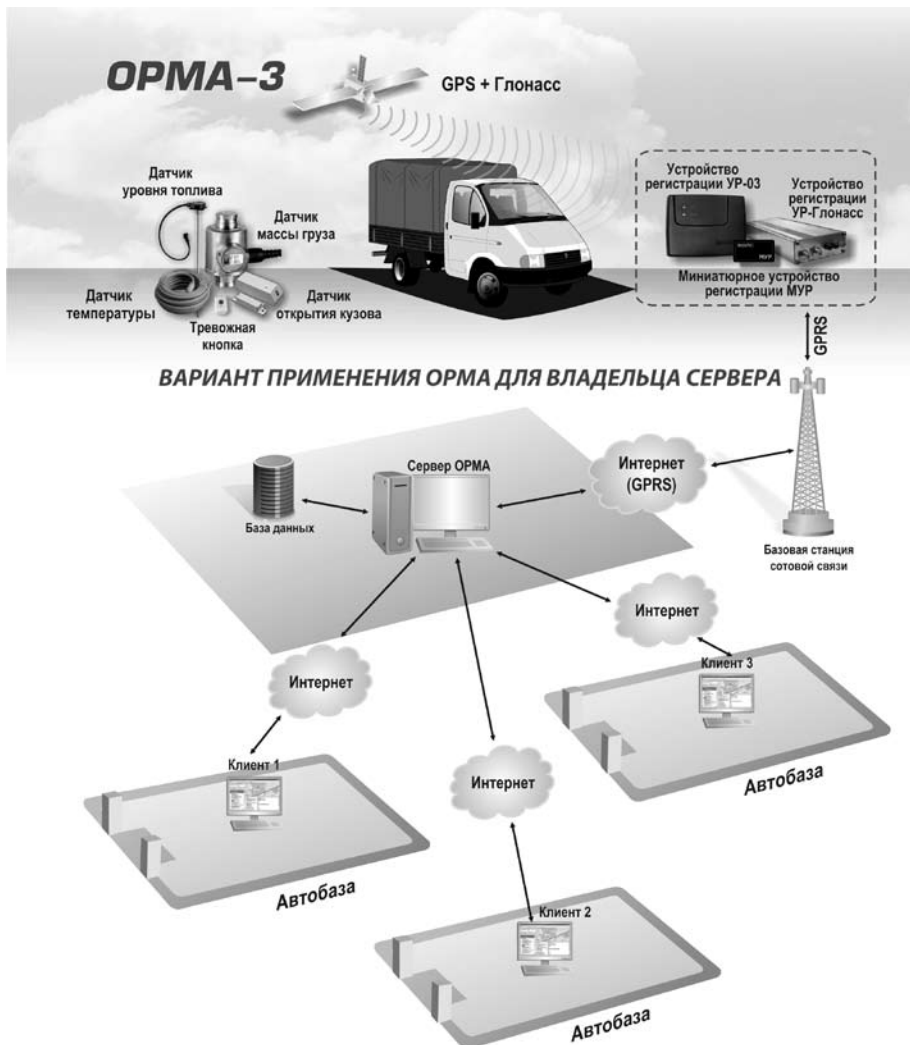 ОРМА–3
GPS + Глонасс
Датчик
уровня топлива
Датчик
массы груза
Датчик
температуры
Тревожная
кнопка
Датчик
открытия кузова
Устройство
регистрации УР-03
Устройство
регистрации
УР-Глонасс
МУР
Миниатюрное устройство
регистрации МУР
GPRS
ВАРИАНТ ПРИМЕНЕНИЯ ОРМА ДЛЯ ВЛАДЕЛЬЦА СЕРВЕРА
Сервер ОРМА
База данных
Интернет
(GPRS)
Базовая станция
сотовой связи
Интернет
Интернет
Интернет
Клиент 3
Автобаза
Клиент 1
Автобаза
Клиент 2
Автобаза